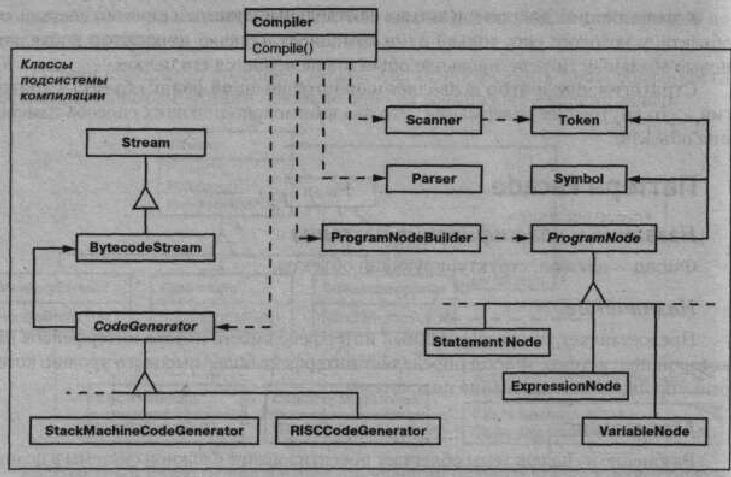 Compiler
Compile()
Классы
подсистемы
компиляции
Stream
Scanner
Token
Parser
Symbol
BytecodeStream
ProgramNodeBuilder
ProgramNode
CodeGenerator
Statement Node
ExpressionNode
StackMachineCodeGenerator
RISCCodeGenerator
VariableNode